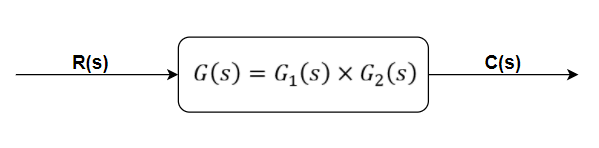 R(s)
G(s) = G₁(s) × G₂(s)
C(s)